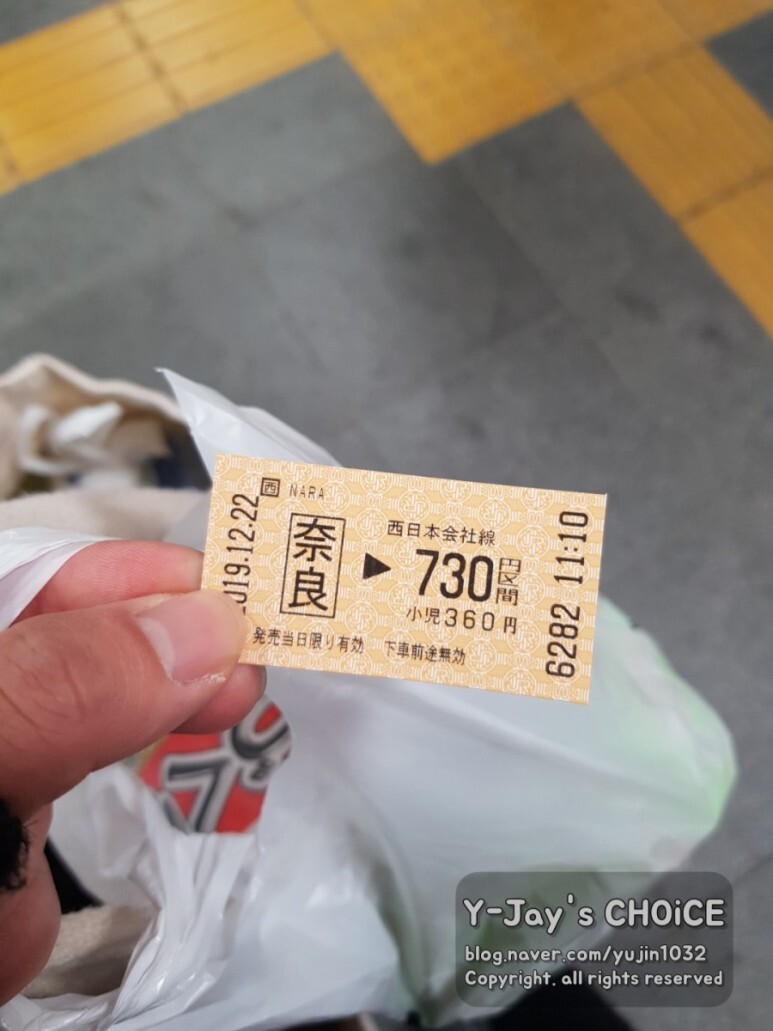 西 NARA
2019.12.22
奈良 ▶
西日本会社線
730円区間
小児360円
発売当日限り有効 下車前途無効
6282 11:10
Y-Jay's CHOiCE
blog.naver.com/yujin1032
Copyright. all rights reserved